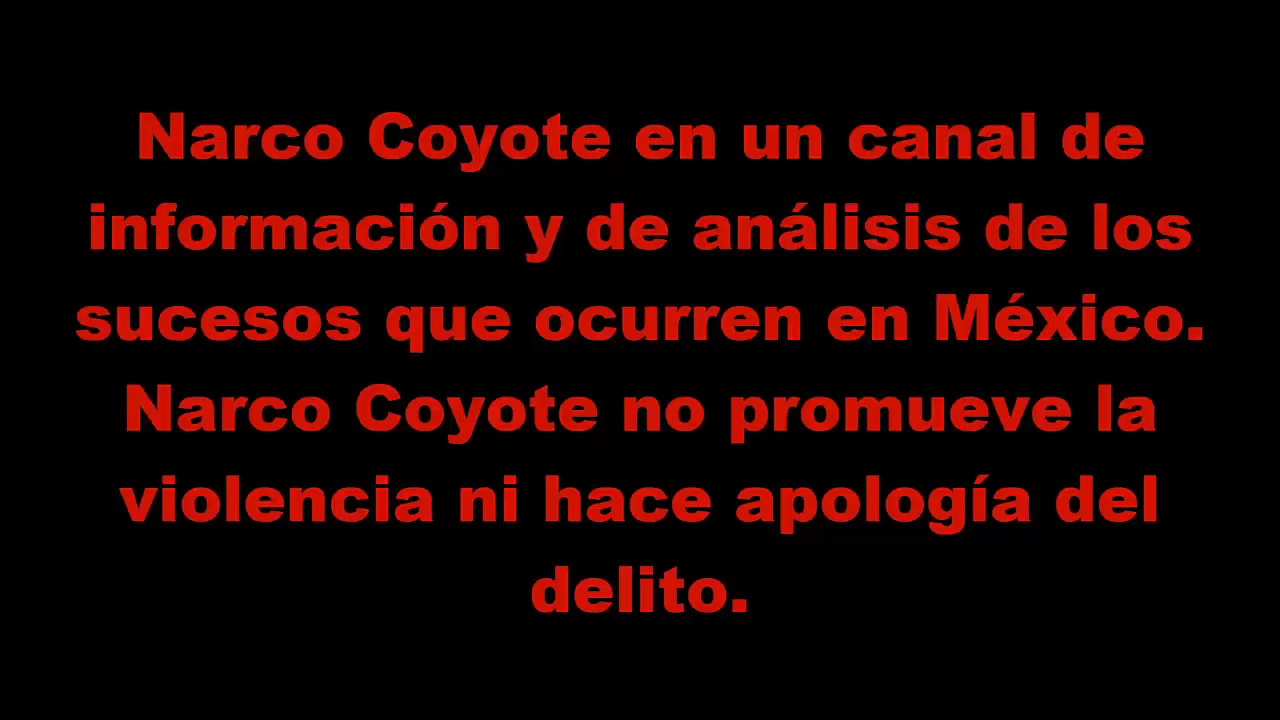 Narco Coyote en un canal de
información y de análisis de los
sucesos que ocurren en México.
Narco Coyote no promueve la
violencia ni hace apología del
delito.